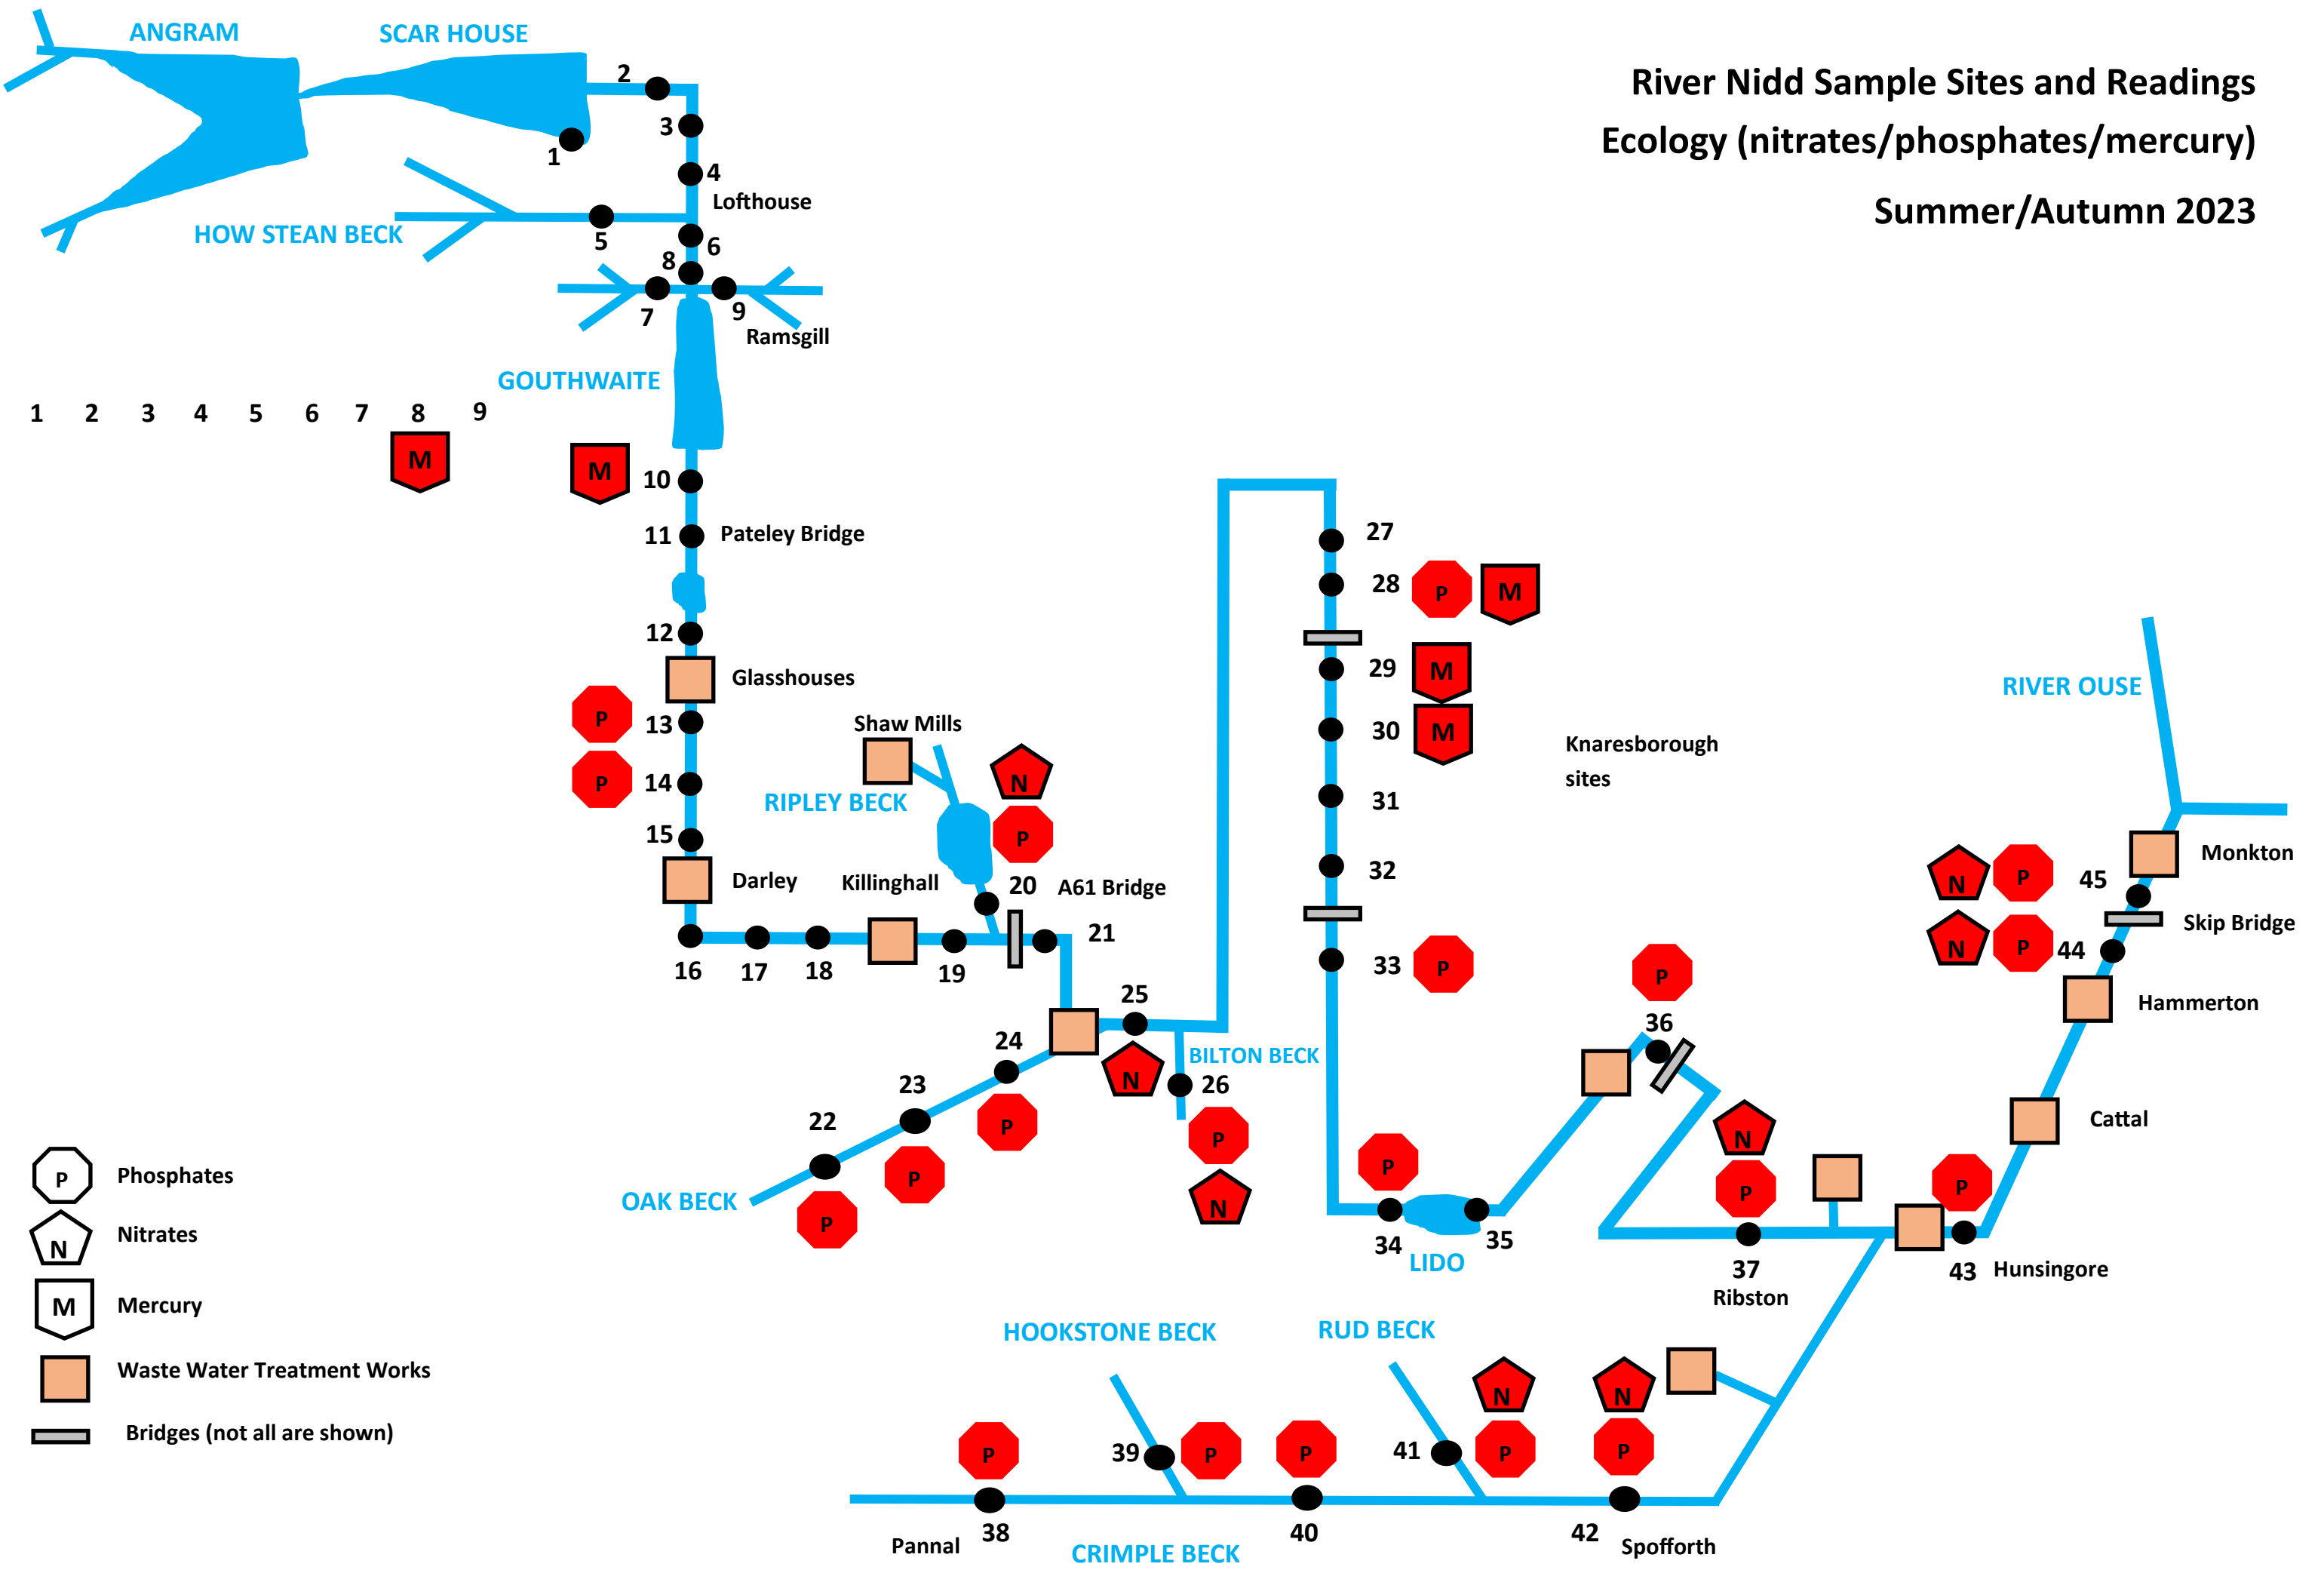 River Nidd Sample Sites and Readings
Ecology (nitrates/phosphates/mercury)
Summer/Autumn 2023
ANGRAM
SCAR HOUSE
2
3
1
4
Lofthouse
HOW STEAN BECK
5
6
8
7
9
Ramsgill
GOUTHWAITE
1 2 3 4 5 6 7 8 9
M
M
10
11
Pateley Bridge
12
Glasshouses
P
13
P
14
15
Darley
Shaw Mills
RIPLEY BECK
N
P
Killinghall
20
A61 Bridge
16
17
18
19
21
25
24
23
22
N
BILTON BECK
26
P
N
P
P
P
OAK BECK
27
28
P
M
29
M
30
M
31
32
33
P
Knaresborough
sites
P
34
35
LIDO
P
36
N
P
37
Ribston
P
43
Hunsingore
Cattal
Hammerton
N
P
44
Skip Bridge
N
P
45
Monkton
RIVER OUSE
HOOKSTONE BECK
RUD BECK
P
39
P
P
41
N
P
N
P
Pannal
38
CRIMPLE BECK
40
42
Spofforth
P
Phosphates
N
Nitrates
M
Mercury
Waste Water Treatment Works
Bridges (not all are shown)